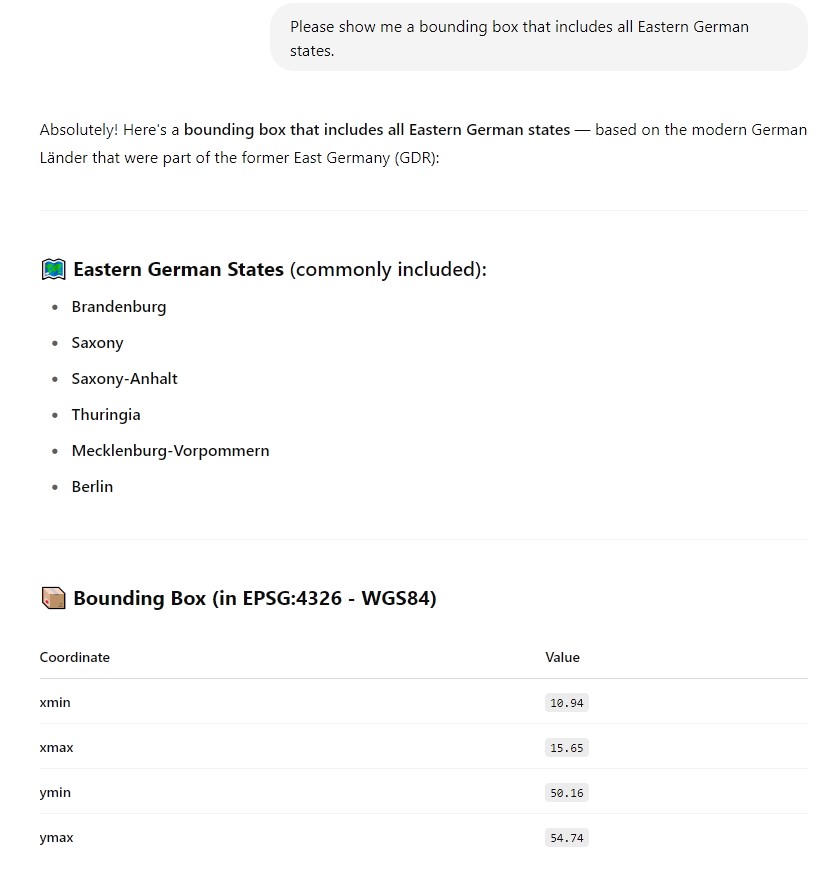 Please show me a bounding box that includes all Eastern German
states.
Absolutely! Here's a bounding box that includes all Eastern German states — based on the modern German
Länder that were part of the former East Germany (GDR):
Eastern German States (commonly included):
• Brandenburg
• Saxony
• Saxony-Anhalt
• Thuringia
• Mecklenburg-Vorpommern
• Berlin
Bounding Box (in EPSG:4326 - WGS84)
Coordinate Value
xmin 10.94
xmax 15.65
ymin 50.16
ymax 54.74